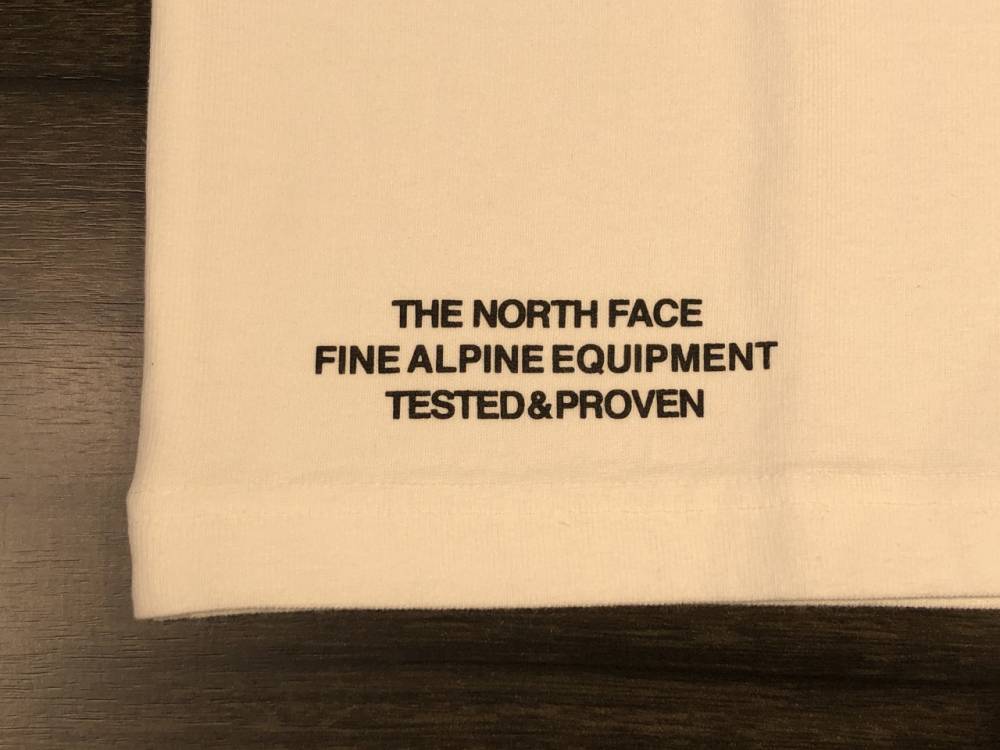 THE NORTH FACE
FINE ALPINE EQUIPMENT
TESTED&PROVEN